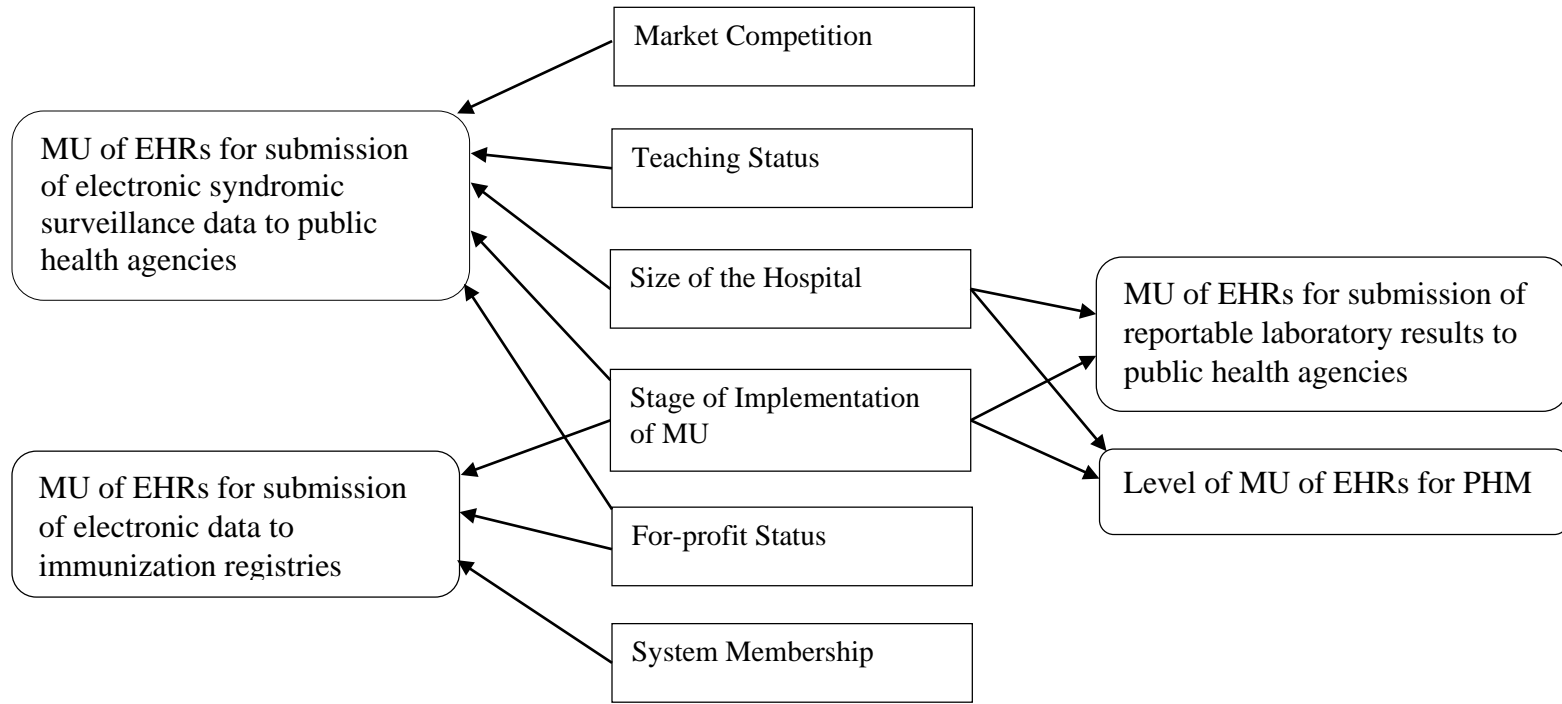 Market Competition
MU of EHRs for submission
of electronic syndromic
surveillance data to public
health agencies
Teaching Status
Size of the Hospital
MU of EHRs for submission of
reportable laboratory results to
public health agencies
Stage of Implementation
of MU
MU of EHRs for submission
of electronic data to
immunization registries
Level of MU of EHRs for PHM
For-profit Status
System Membership